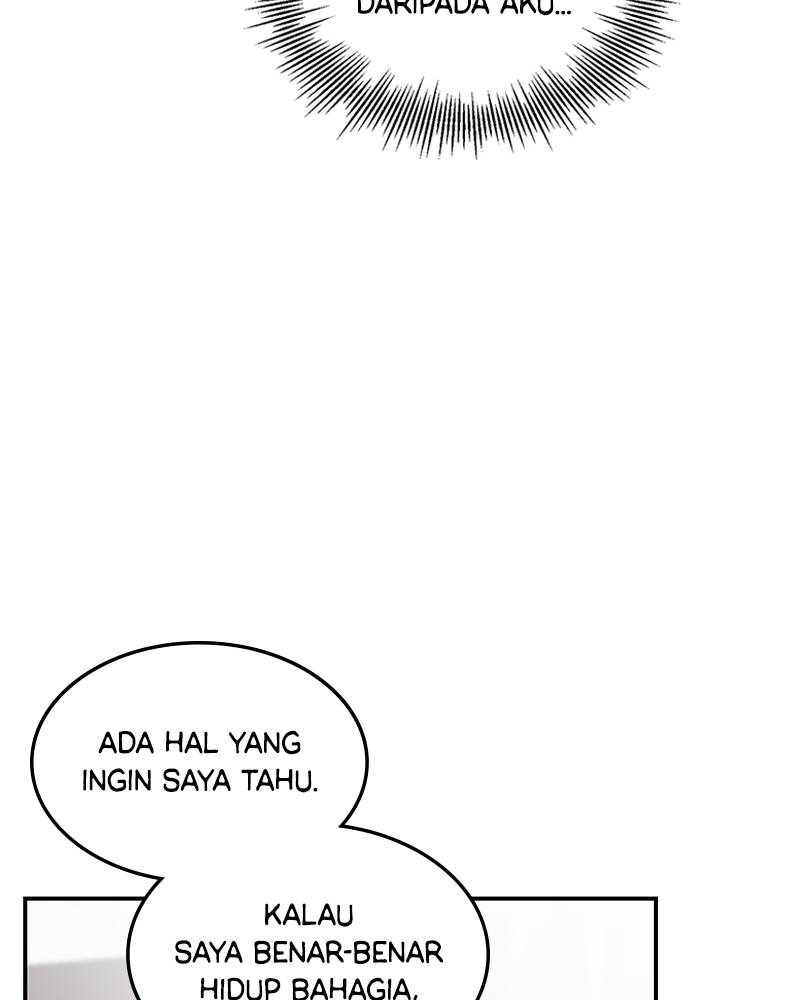 DARIPADA AKU...
ADA HAL YANG
INGIN SAYA TAHU.
KALAU
SAYA BENAR-BENAR
HIDUP BAHAGIA,